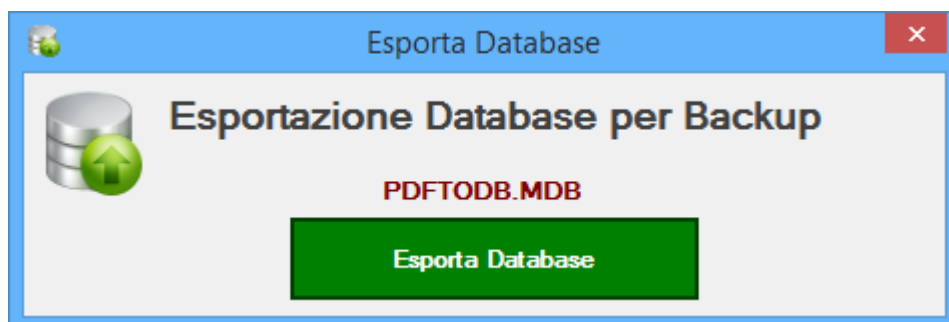 Esporta Database
Esportazione Database per Backup
PDFTODB.MDB
Esporta Database